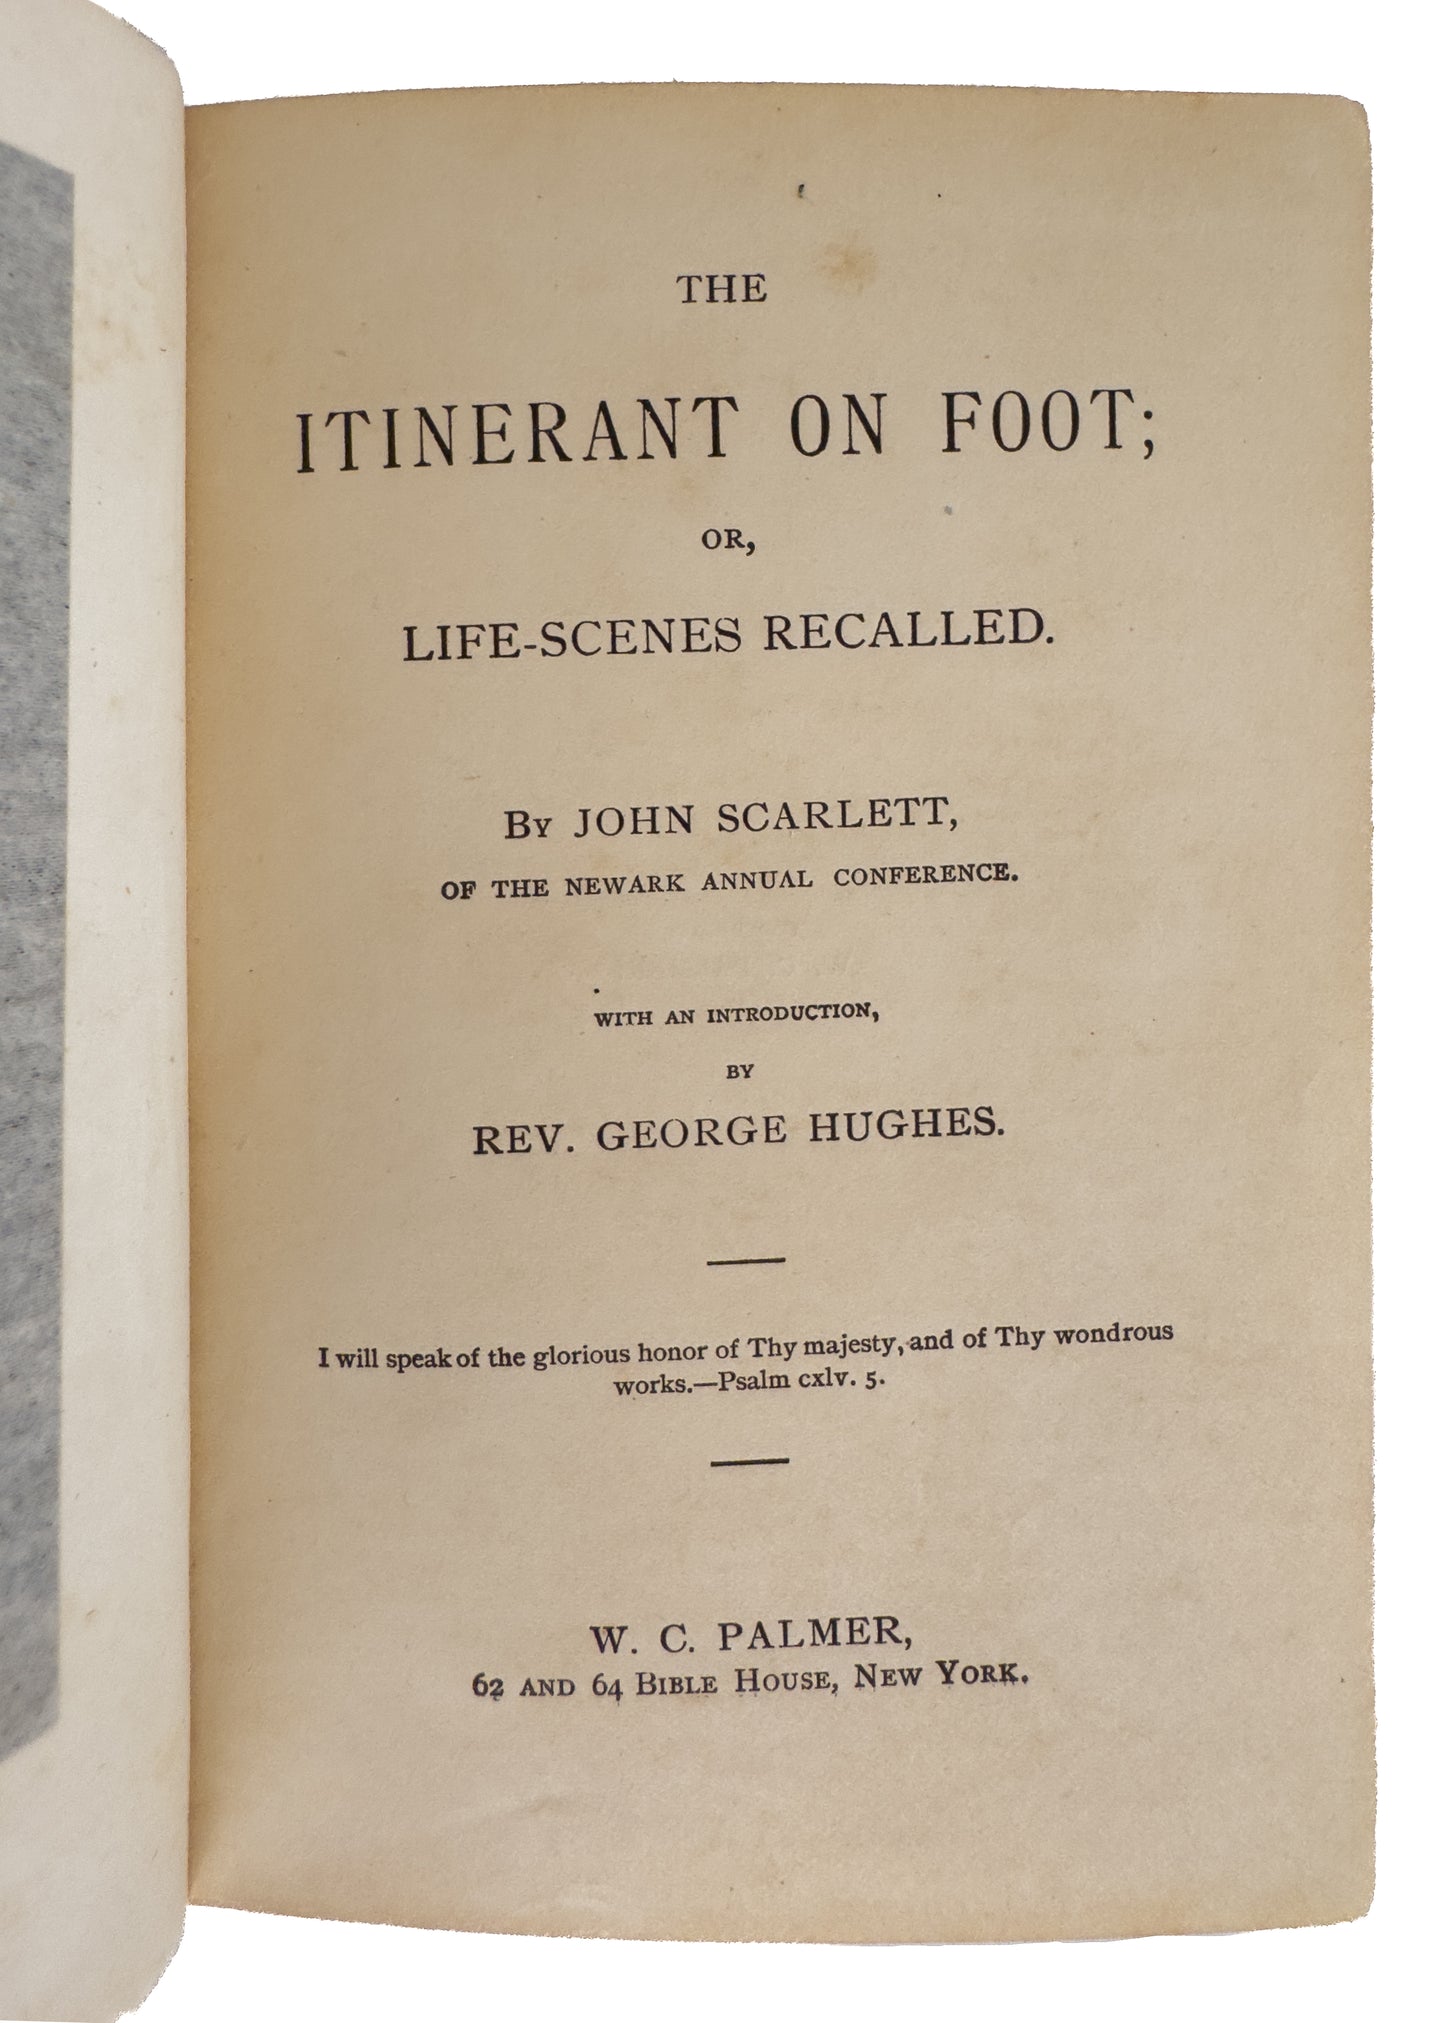 THE
ITINERANT ON FOOT;
OR,
LIFE-SCENES RECALLED.
BY JOHN SCARLETT,
OF THE NEWARK ANNUAL CONFERENCE.
WITH AN INTRODUCTION,
BY
REV. GEORGE HUGHES.
I will speak of the glorious honor of Thy majesty, and of Thy wondrous
works.—Psalm cxlv. 5.
W. C. PALMER,
62 AND 64 BIBLE HOUSE, NEW YORK.